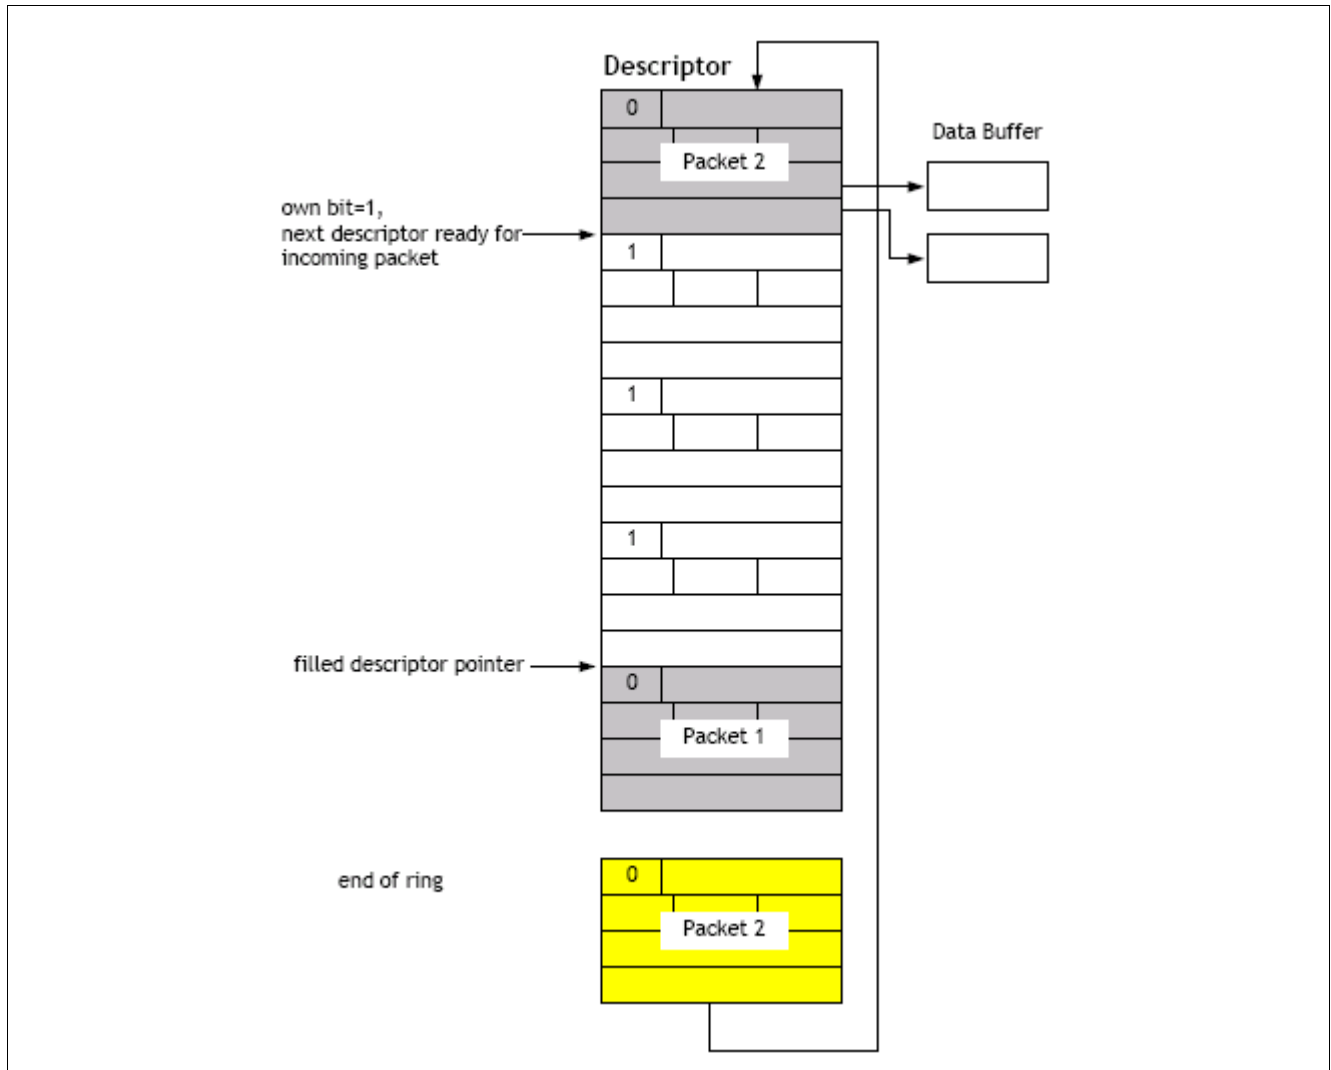 Descriptor
0
Data Buffer
Packet 2
own bit=1,
next descriptor ready for
incoming packet
1
1
1
filled descriptor pointer
0
Packet 1
0
end of ring
Packet 2